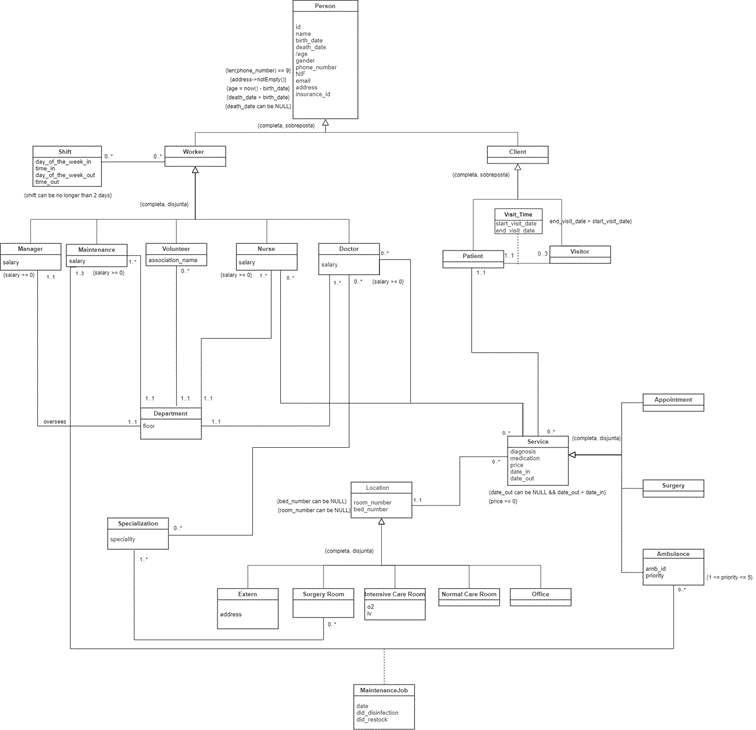 Person
id
name
birth_date
death_date
/age
gender
phone_number
NIF
email
address
insurance_id
{len(phone_number) == 9}
{address->notEmpty()}
{age = now() - birth_date}
{death_date > birth_date}
{death_date can be NULL}
{completa, sobreposta}
Shift
day_of_the_week_in
time_in
day_of_the_week_out
time_out
0..*
0..*
{shift can be no longer than 2 days}
Worker
Client
{completa, sobreposta}
{completa, disjunta}
Visit_Time
start_visit_date
end_visit_date
end_visit_date > start_visit_date}
Manager
salary
{salary >= 0}
1..1
Maintenance
salary
1..3
{salary >= 0}
1..*
Volunteer
association_name
0..*
Nurse
salary
{salary >= 0}
1..*
0..*
Doctor
salary
0..*
1..*
0..*
{salary >= 0}
Patient
1..1
1..1
0..3
Visitor
1..1
1..1
1..1
Department
floor
oversees
1..1
1..1
Appointment
0..*
0..*
{completa, disjunta}
Service
diagnosis
medication
price
date_in
date_out
0..*
{date_out can be NULL && date_out > date_in}
{price >= 0}
Surgery
Location
room_number
bed_number
{bed_number can be NULL}
{room_number can be NULL}
1..1
Specialization
speciality
0..*
1..*
{completa, disjunta}
Ambulance
amb_id
priority
{1 <= priority <= 5}
0..*
Extern
address
Surgery Room
0..*
Intensive Care Room
o2
iv
Normal Care Room
Office
MaintenanceJob
date
did_disinfection
did_restock